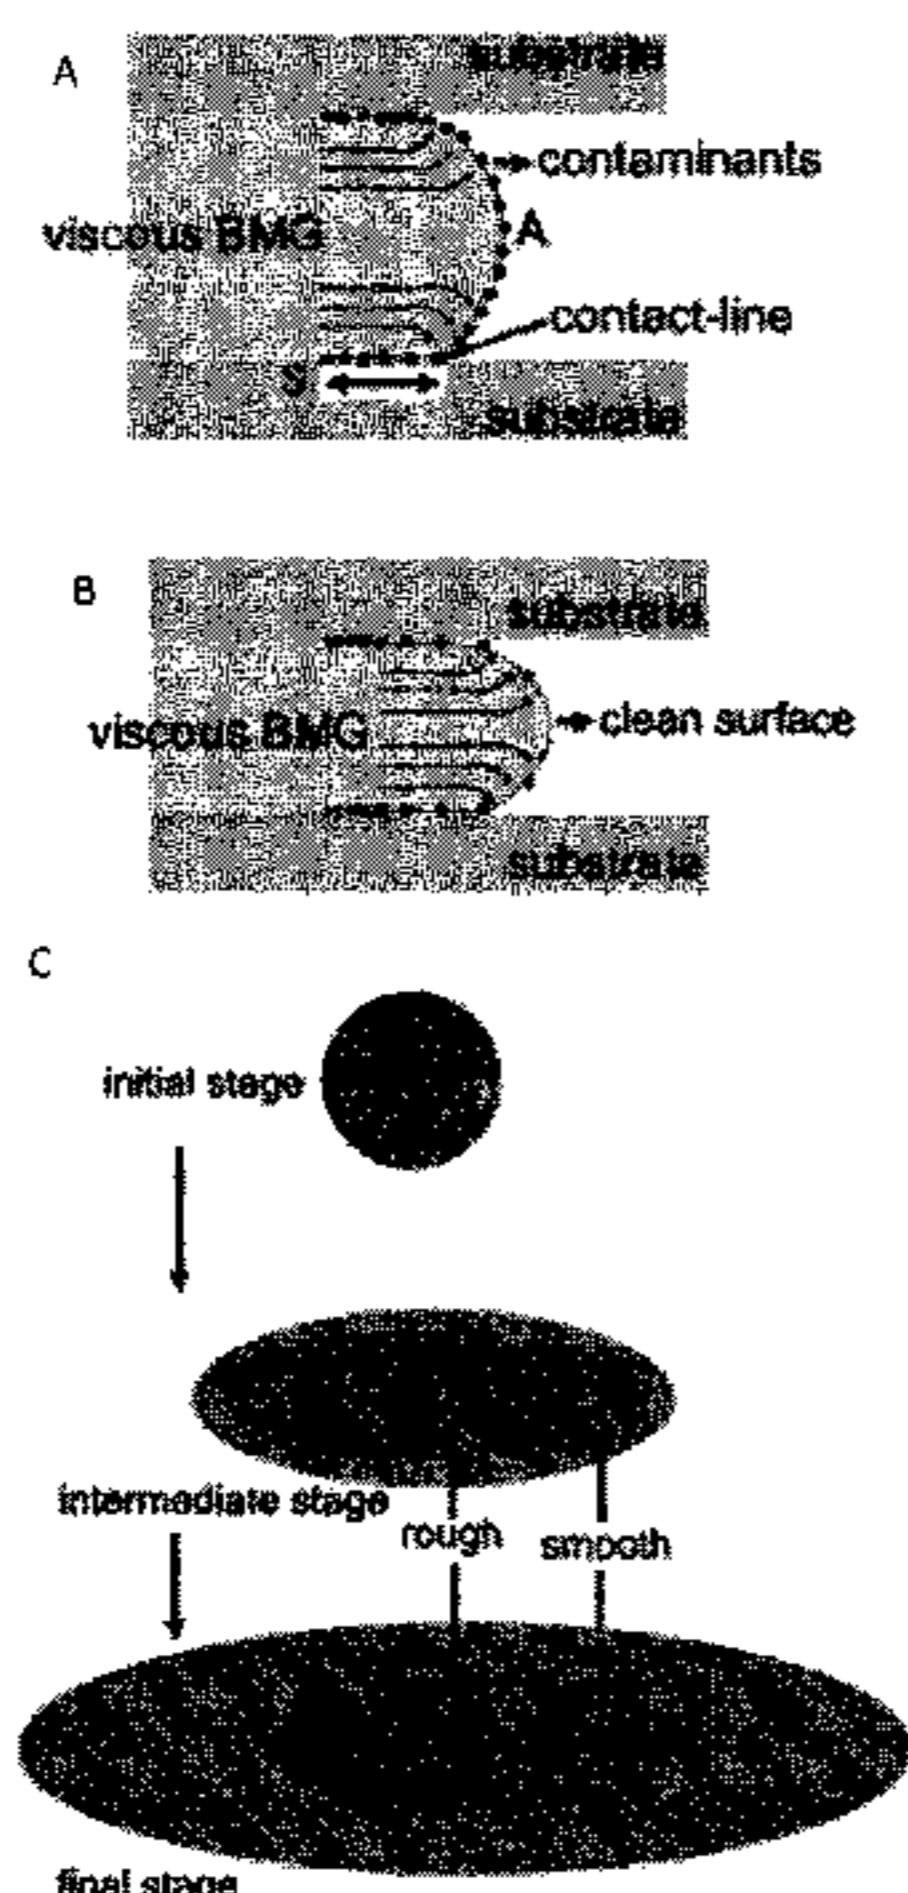 A
substrate
contaminants
viscous BMG
A
contact-line
S
substrate
B
substrate
viscous BMG
clean surface
substrate
C
initial stage
intermediate stage
rough
smooth
final stage